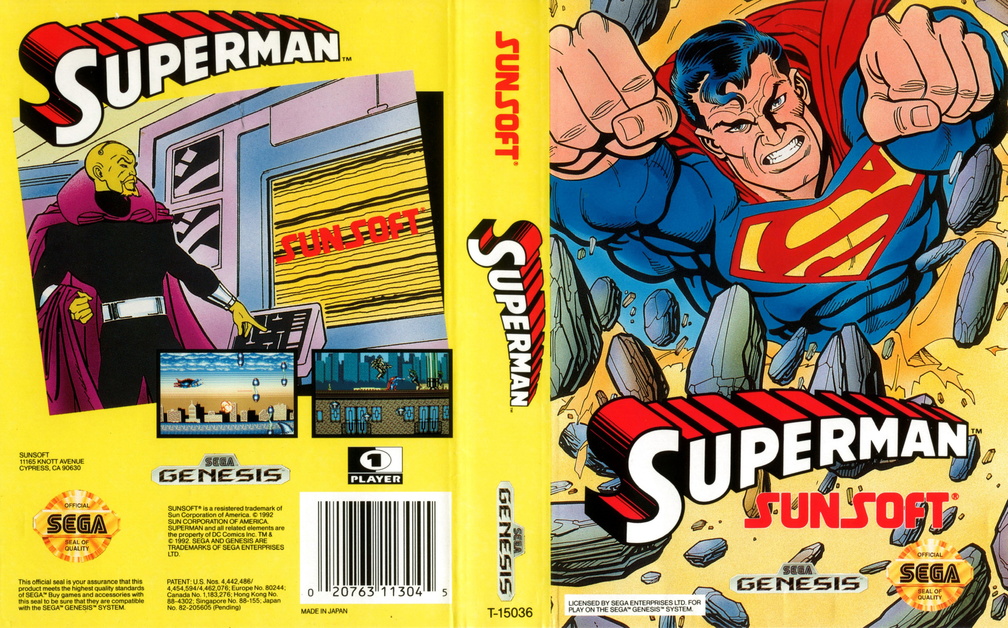 SUPERMAN™
SUNSOFT®
SUNSOFT
11165 KNOTT AVENUE
CYPRESS, CA 90630
SEGA
GENESIS
1
PLAYER
OFFICIAL
SEGA
SEAL OF
QUALITY
SUNSOFT® is a registered trademark of
Sun Corporation of America. © 1992
SUN CORPORATION OF AMERICA.
SUPERMAN and all related elements are
the property of DC Comics Inc. TM &
© 1992. SEGA AND GENESIS ARE
TRADEMARKS OF SEGA ENTERPRISES
LTD.
This official seal is your assurance that this
product meets the highest quality standards
of SEGA™. Buy games and accessories with
this seal to be sure that they are compatible
with the SEGA™ GENESIS™ SYSTEM.
PATENT: U.S. Nos. 4,442,486/
4,454,594/4,462,076; Europe No. 80244;
Canada No. 1,183,276; Hong Kong No.
88-4302; Singapore No. 88-155; Japan
No. 82-205605 (Pending)
0 20763 11304 5
MADE IN JAPAN
SUNSOFT®
SUPERMAN™
SEGA
GENESIS
T-15036
S
SUPERMAN™
SUNSOFT®
SEGA
GENESIS
OFFICIAL
SEGA
SEAL OF
QUALITY
LICENSED BY SEGA ENTERPRISES LTD. FOR
PLAY ON THE SEGA™ GENESIS™ SYSTEM.